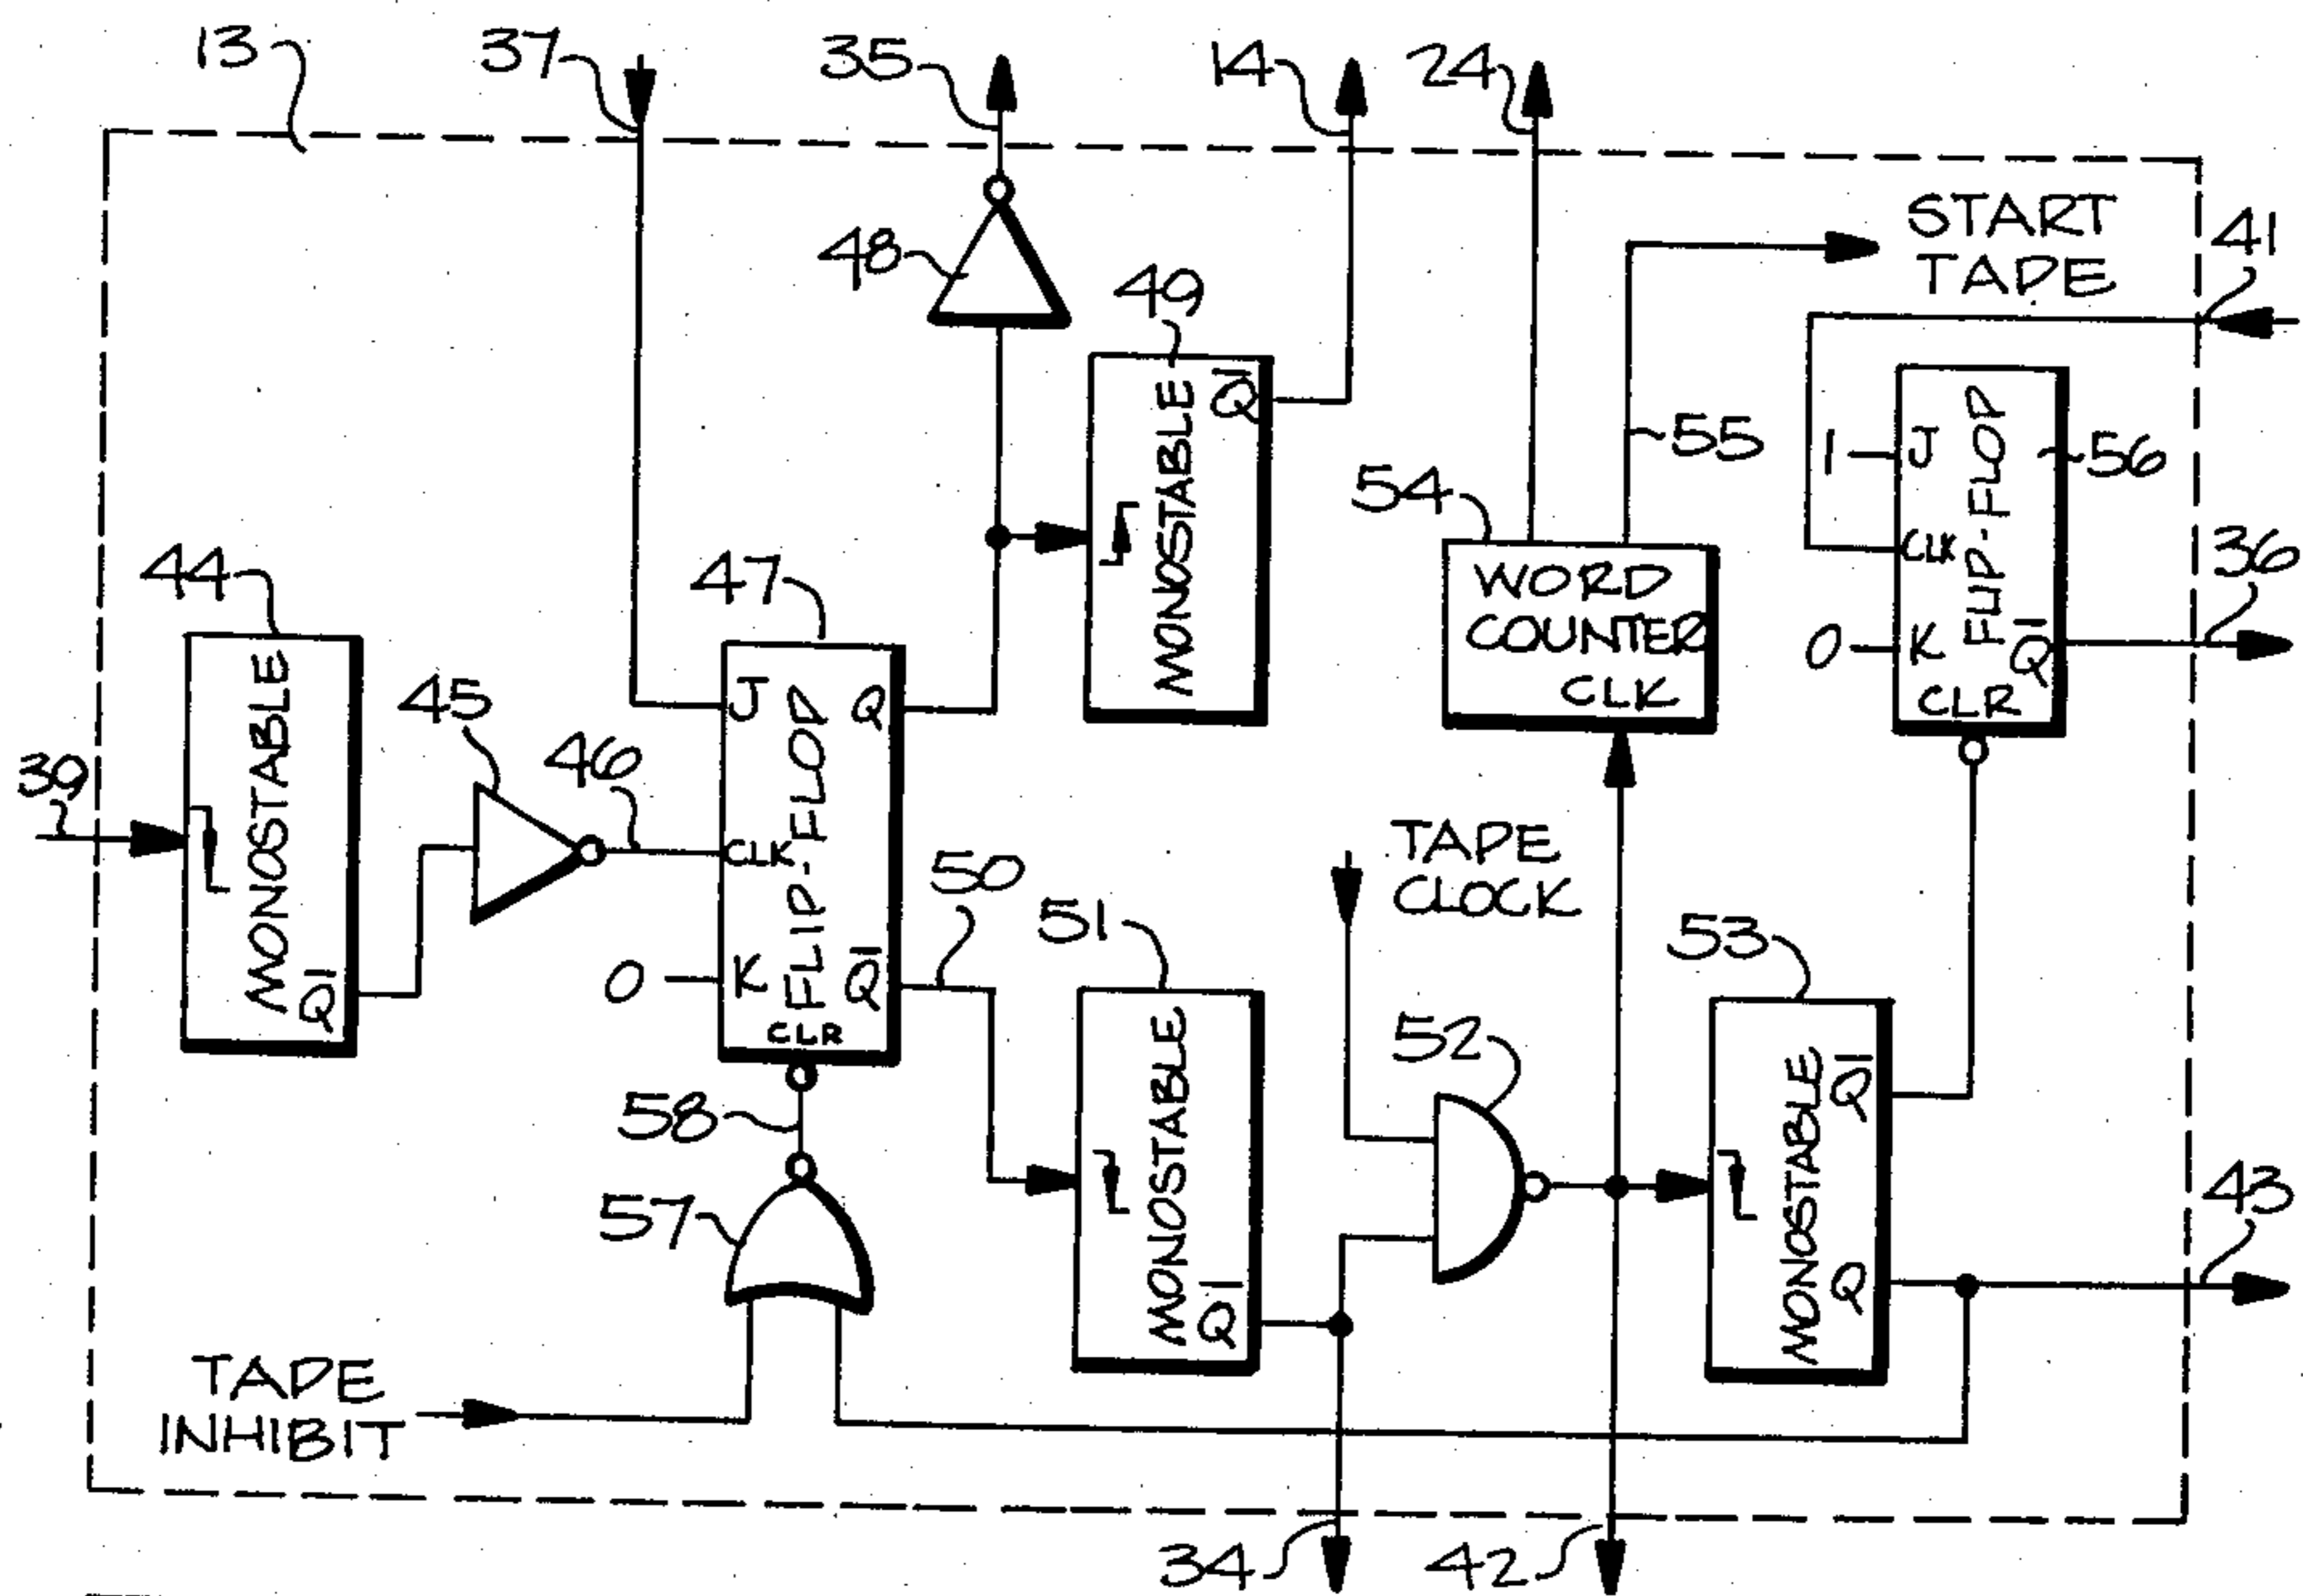 13
37
35
14
24
START
TAPE
41
48
49
MONOSTABLE
Q̅
55
54
WORD
COUNTER
CLK
1
J
CLK
0
K
FLIP-FLOP
Q̅
CLR
56
36
44
MONOSTABLE
Q̅
39
45
46
47
J
Q
CLK
FLIP-FLOP
0
K
Q̅
CLR
50
51
MONOSTABLE
Q̅
TAPE
CLOCK
52
53
MONOSTABLE
Q̅
Q
43
58
57
TAPE
INHIBIT
34
42